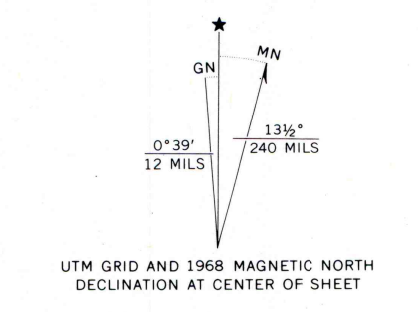 ★
MN
GN
0°39'
12 MILS
13½°
240 MILS
UTM GRID AND 1968 MAGNETIC NORTH
DECLINATION AT CENTER OF SHEET